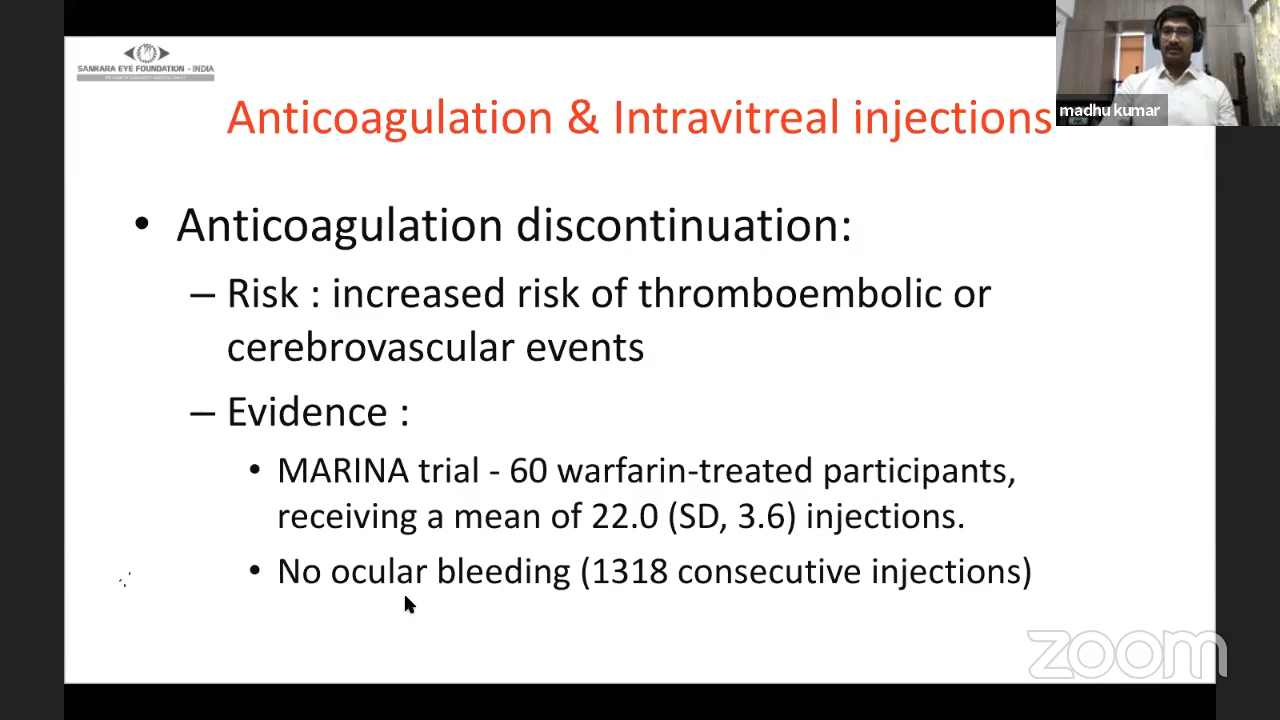 SANKARA EYE FOUNDATION - INDIA
madhu kumar
Anticoagulation & Intravitreal injections
• Anticoagulation discontinuation:
– Risk : increased risk of thromboembolic or
cerebrovascular events
– Evidence :
• MARINA trial - 60 warfarin-treated participants,
receiving a mean of 22.0 (SD, 3.6) injections.
• No ocular bleeding (1318 consecutive injections)
zoom